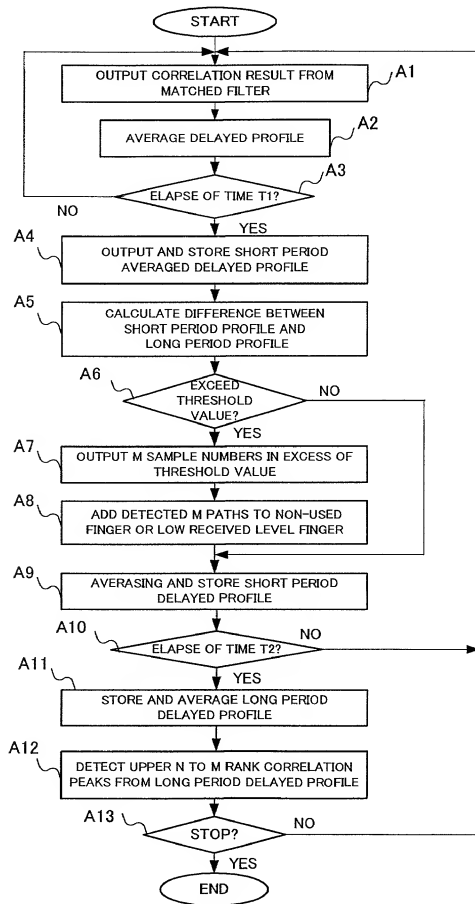 START
OUTPUT CORRELATION RESULT FROM
MATCHED FILTER
A1
AVERAGE DELAYED PROFILE
A2
ELAPSE OF TIME T1?
A3
NO
YES
A4
OUTPUT AND STORE SHORT PERIOD
AVERAGED DELAYED PROFILE
A5
CALCULATE DIFFERENCE BETWEEN
SHORT PERIOD PROFILE AND
LONG PERIOD PROFILE
A6
EXCEED
THRESHOLD
VALUE?
NO
YES
A7
OUTPUT M SAMPLE NUMBERS IN EXCESS OF
THRESHOLD VALUE
A8
ADD DETECTED M PATHS TO NON-USED
FINGER OR LOW RECEIVED LEVEL FINGER
A9
AVERASING AND STORE SHORT PERIOD
DELAYED PROFILE
A10
ELAPSE OF TIME T2?
NO
YES
A11
STORE AND AVERAGE LONG PERIOD
DELAYED PROFILE
A12
DETECT UPPER N TO M RANK CORRELATION
PEAKS FROM LONG PERIOD DELAYED PROFILE
A13
STOP?
NO
YES
END